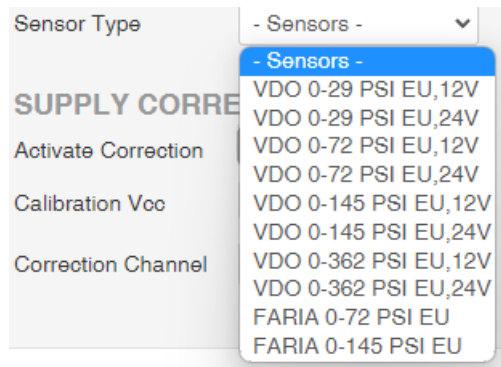 Sensor Type
- Sensors -
- Sensors -
VDO 0-29 PSI EU,12V
VDO 0-29 PSI EU,24V
VDO 0-72 PSI EU,12V
VDO 0-72 PSI EU,24V
VDO 0-145 PSI EU,12V
VDO 0-145 PSI EU,24V
VDO 0-362 PSI EU,12V
VDO 0-362 PSI EU,24V
FARIA 0-72 PSI EU
FARIA 0-145 PSI EU
SUPPLY CORRE
Activate Correction
Calibration Vcc
Correction Channel